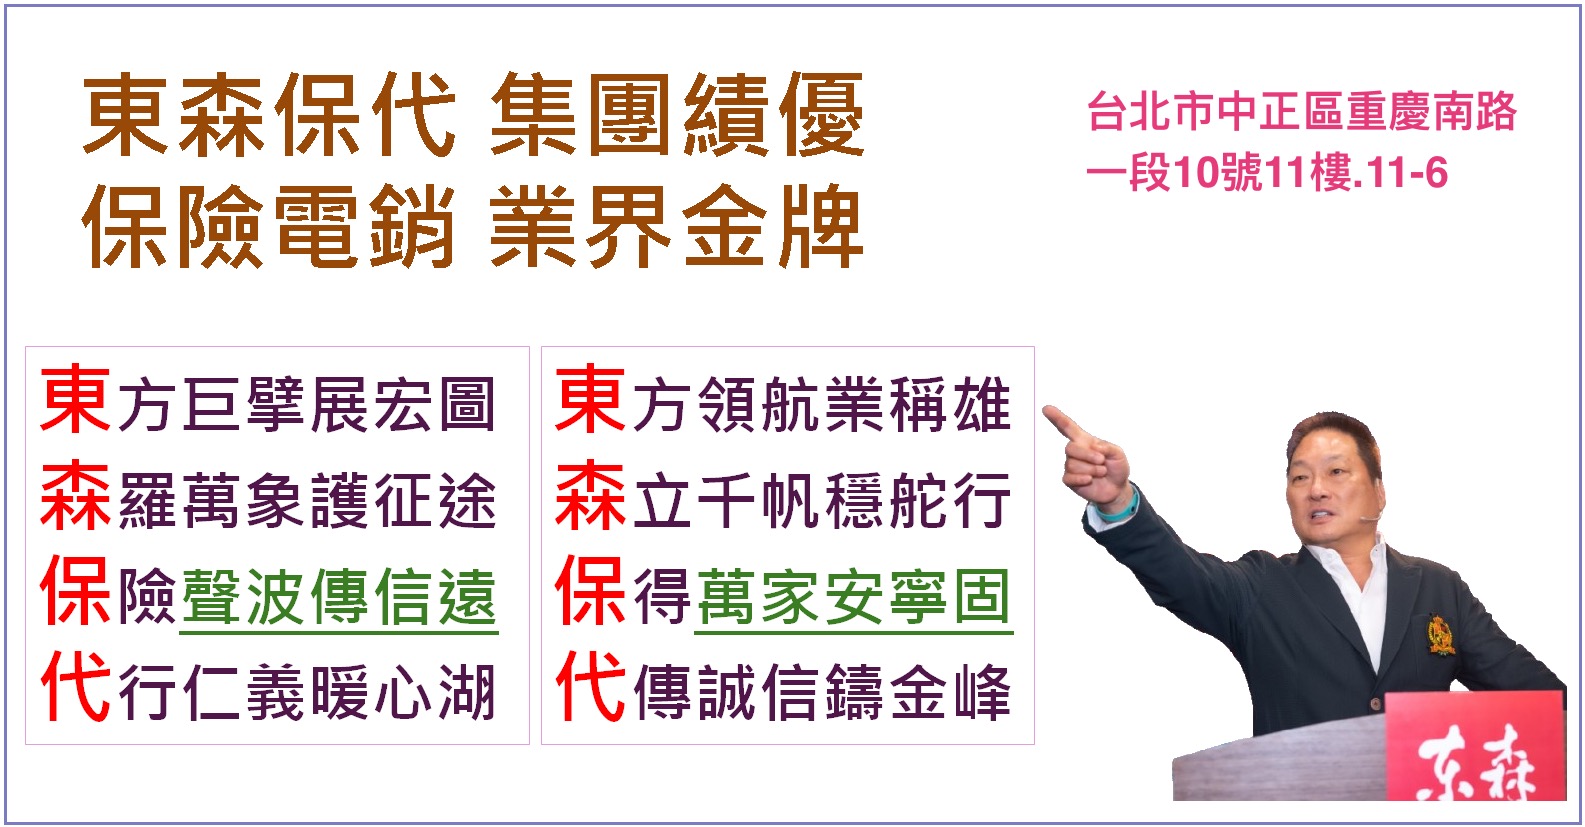 東森保代 集團績優
保險電銷 業界金牌
台北市中正區重慶南路
一段10號11樓.11-6
東方巨擘展宏圖
森羅萬象護征途
保險聲波傳信遠
代行仁義暖心湖
東方領航業稱雄
森立千帆穩舵行
保得萬家安寧固
代傳誠信鑄金峰
东森